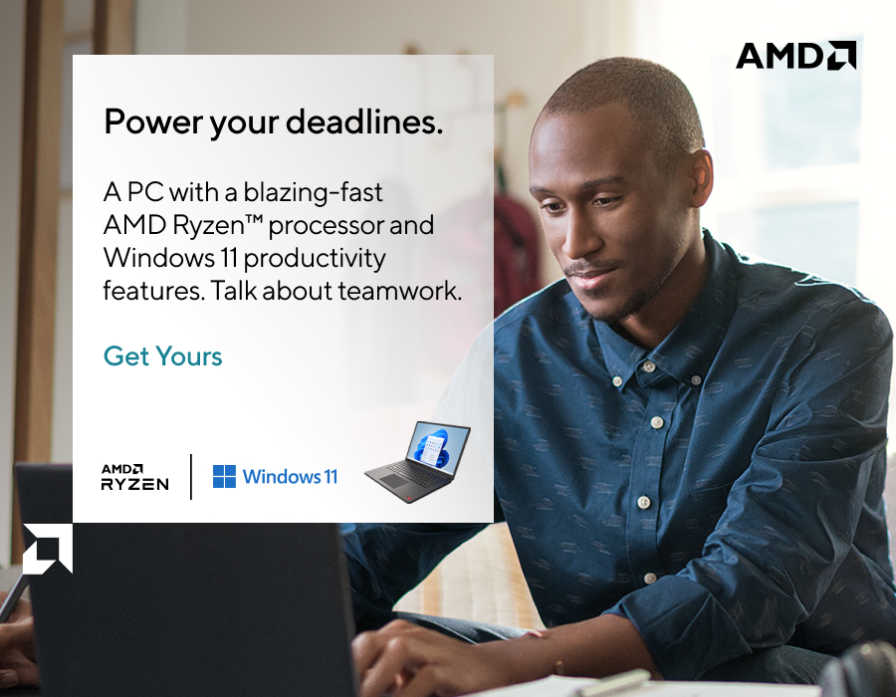 AMD
Power your deadlines.
A PC with a blazing-fast
AMD Ryzen™ processor and
Windows 11 productivity
features. Talk about teamwork.
Get Yours
AMD
RYZEN
Windows 11